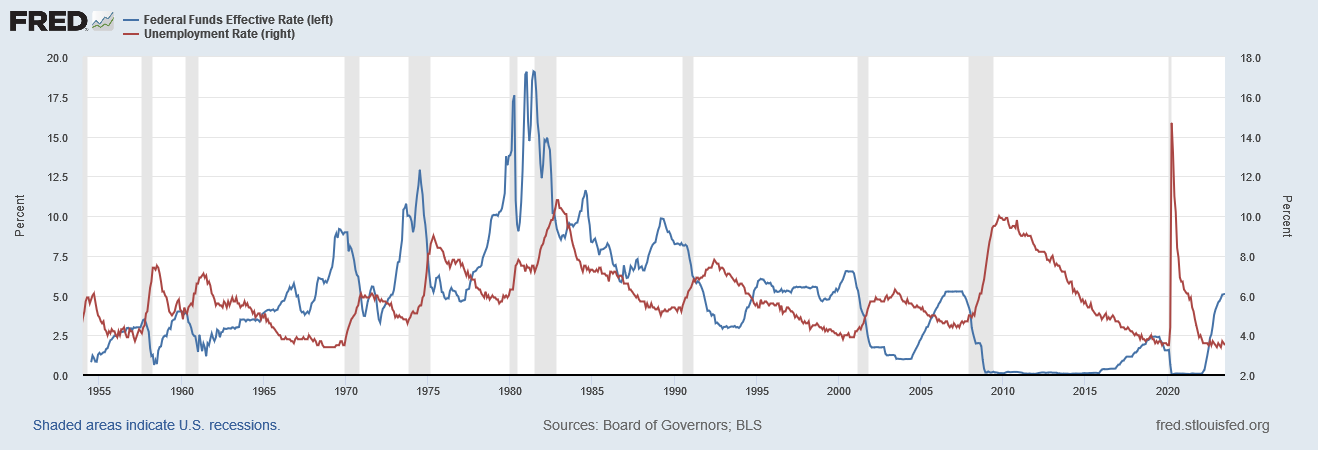 FRED
Federal Funds Effective Rate (left)
Unemployment Rate (right)
20.0 18.0
17.5 16.0
15.0 14.0
12.5 12.0
10.0 10.0
7.5 8.0
5.0 6.0
2.5 4.0
0.0 2.0
Percent
Percent
1955 1960 1965 1970 1975 1980 1985 1990 1995 2000 2005 2010 2015 2020
Shaded areas indicate U.S. recessions. Sources: Board of Governors; BLS fred.stlouisfed.org